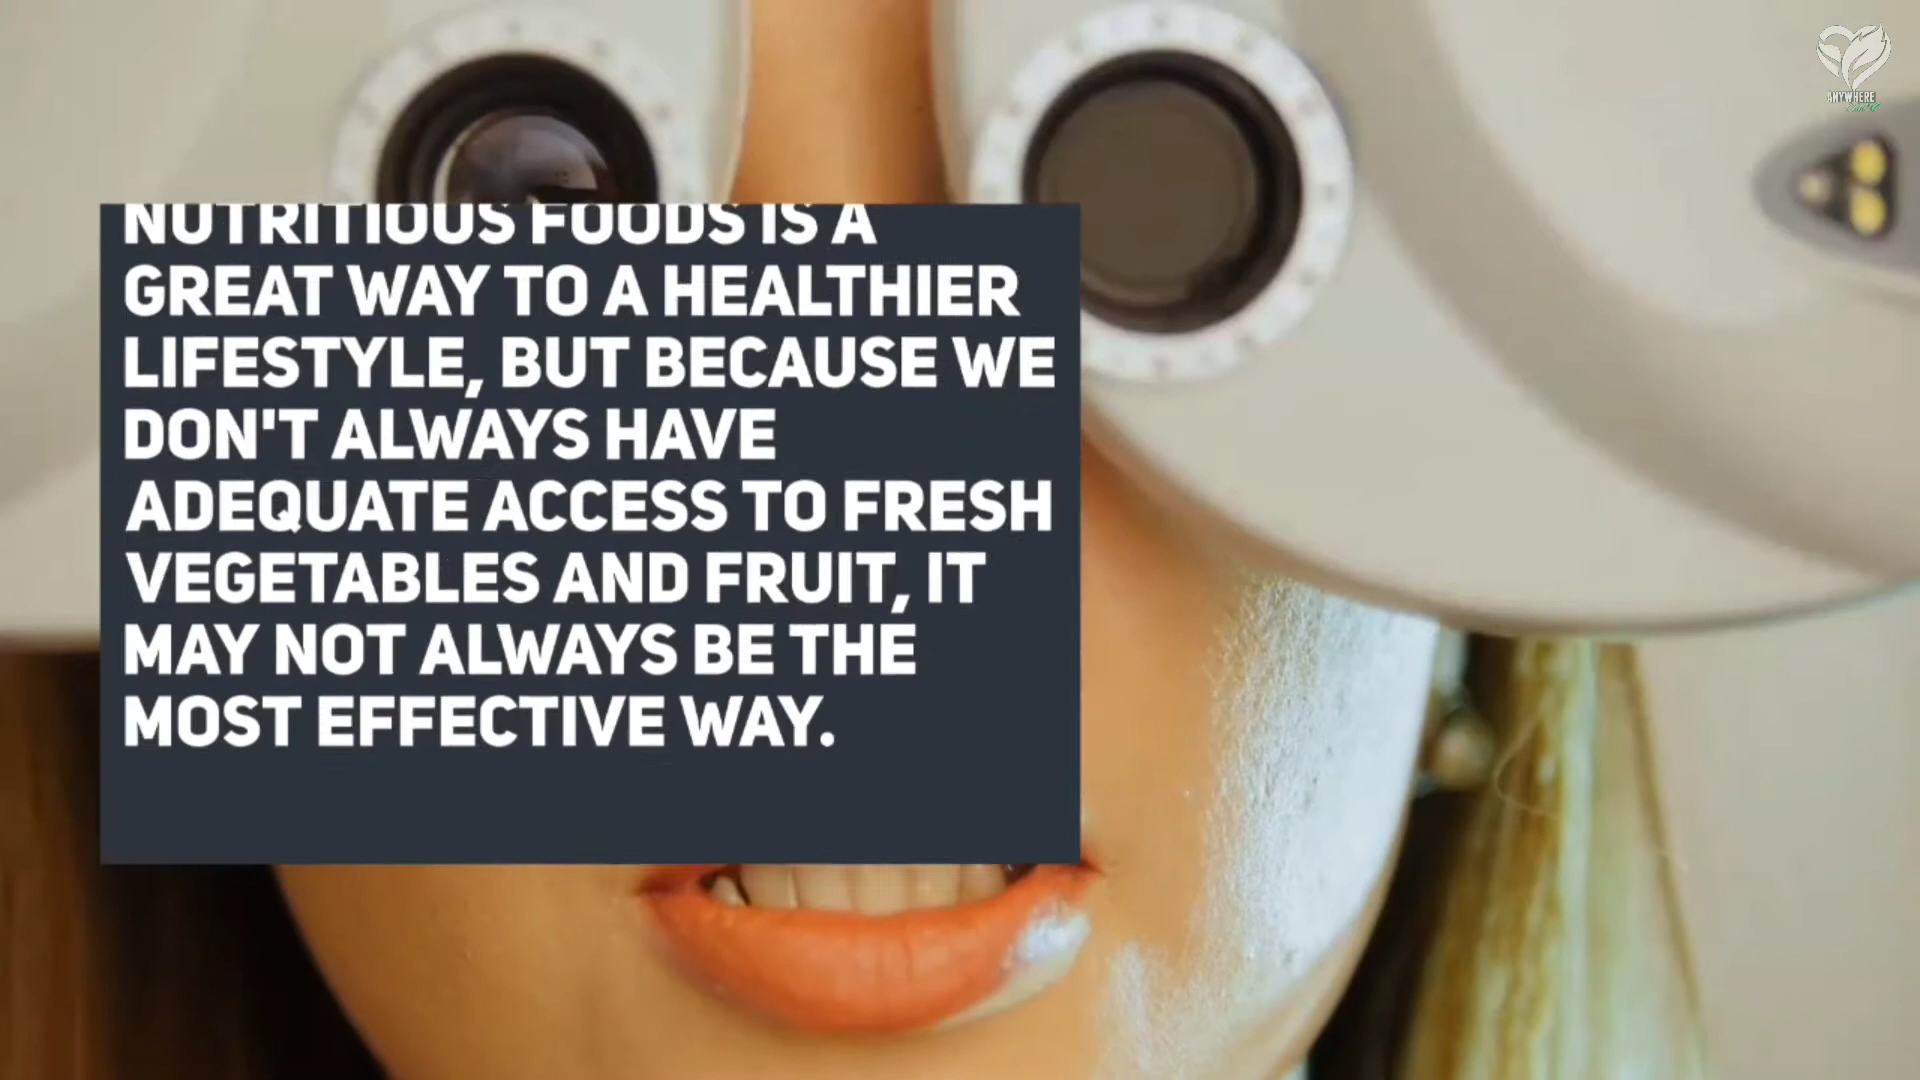 NUTRITIOUS FOODS IS A
GREAT WAY TO A HEALTHIER
LIFESTYLE, BUT BECAUSE WE
DON'T ALWAYS HAVE
ADEQUATE ACCESS TO FRESH
VEGETABLES AND FRUIT, IT
MAY NOT ALWAYS BE THE
MOST EFFECTIVE WAY.
ANYWHERE